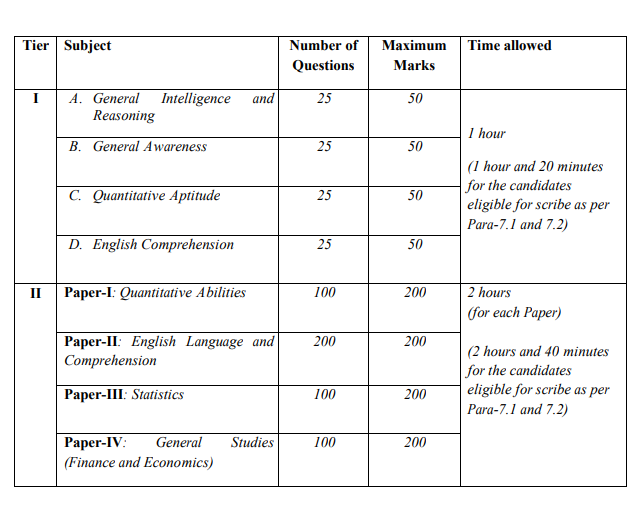 Tier Subject Number of Questions Maximum Marks Time allowed
I A. General Intelligence and Reasoning 25 50
B. General Awareness 25 50
C. Quantitative Aptitude 25 50
D. English Comprehension 25 50
1 hour
(1 hour and 20 minutes
for the candidates
eligible for scribe as per
Para-7.1 and 7.2)
II Paper-I: Quantitative Abilities 100 200
Paper-II: English Language and Comprehension 200 200
Paper-III: Statistics 100 200
Paper-IV: General Studies (Finance and Economics) 100 200
2 hours
(for each Paper)
(2 hours and 40 minutes
for the candidates
eligible for scribe as per
Para-7.1 and 7.2)